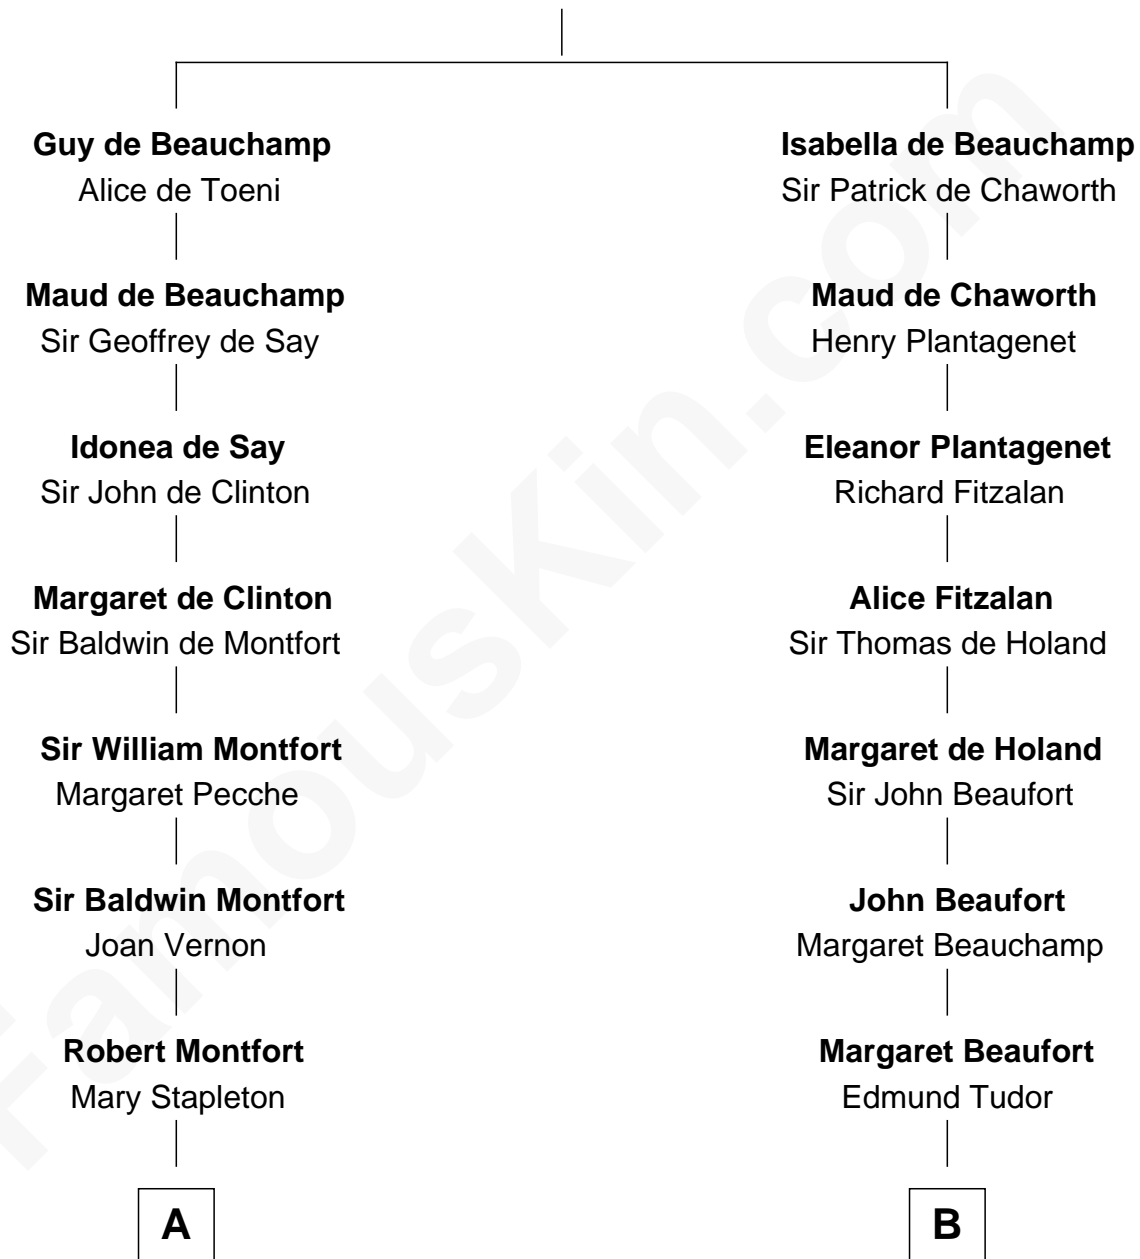 Guy de Beauchamp
Alice de Toeni
Isabella de Beauchamp
Sir Patrick de Chaworth
Maud de Beauchamp
Sir Geoffrey de Say
Maud de Chaworth
Henry Plantagenet
Idonea de Say
Sir John de Clinton
Eleanor Plantagenet
Richard Fitzalan
Margaret de Clinton
Sir Baldwin de Montfort
Alice Fitzalan
Sir Thomas de Holand
Sir William Montfort
Margaret Pecche
Margaret de Holand
Sir John Beaufort
Sir Baldwin Montfort
Joan Vernon
John Beaufort
Margaret Beauchamp
Robert Montfort
Mary Stapleton
Margaret Beaufort
Edmund Tudor
A
B
FamousKin.com